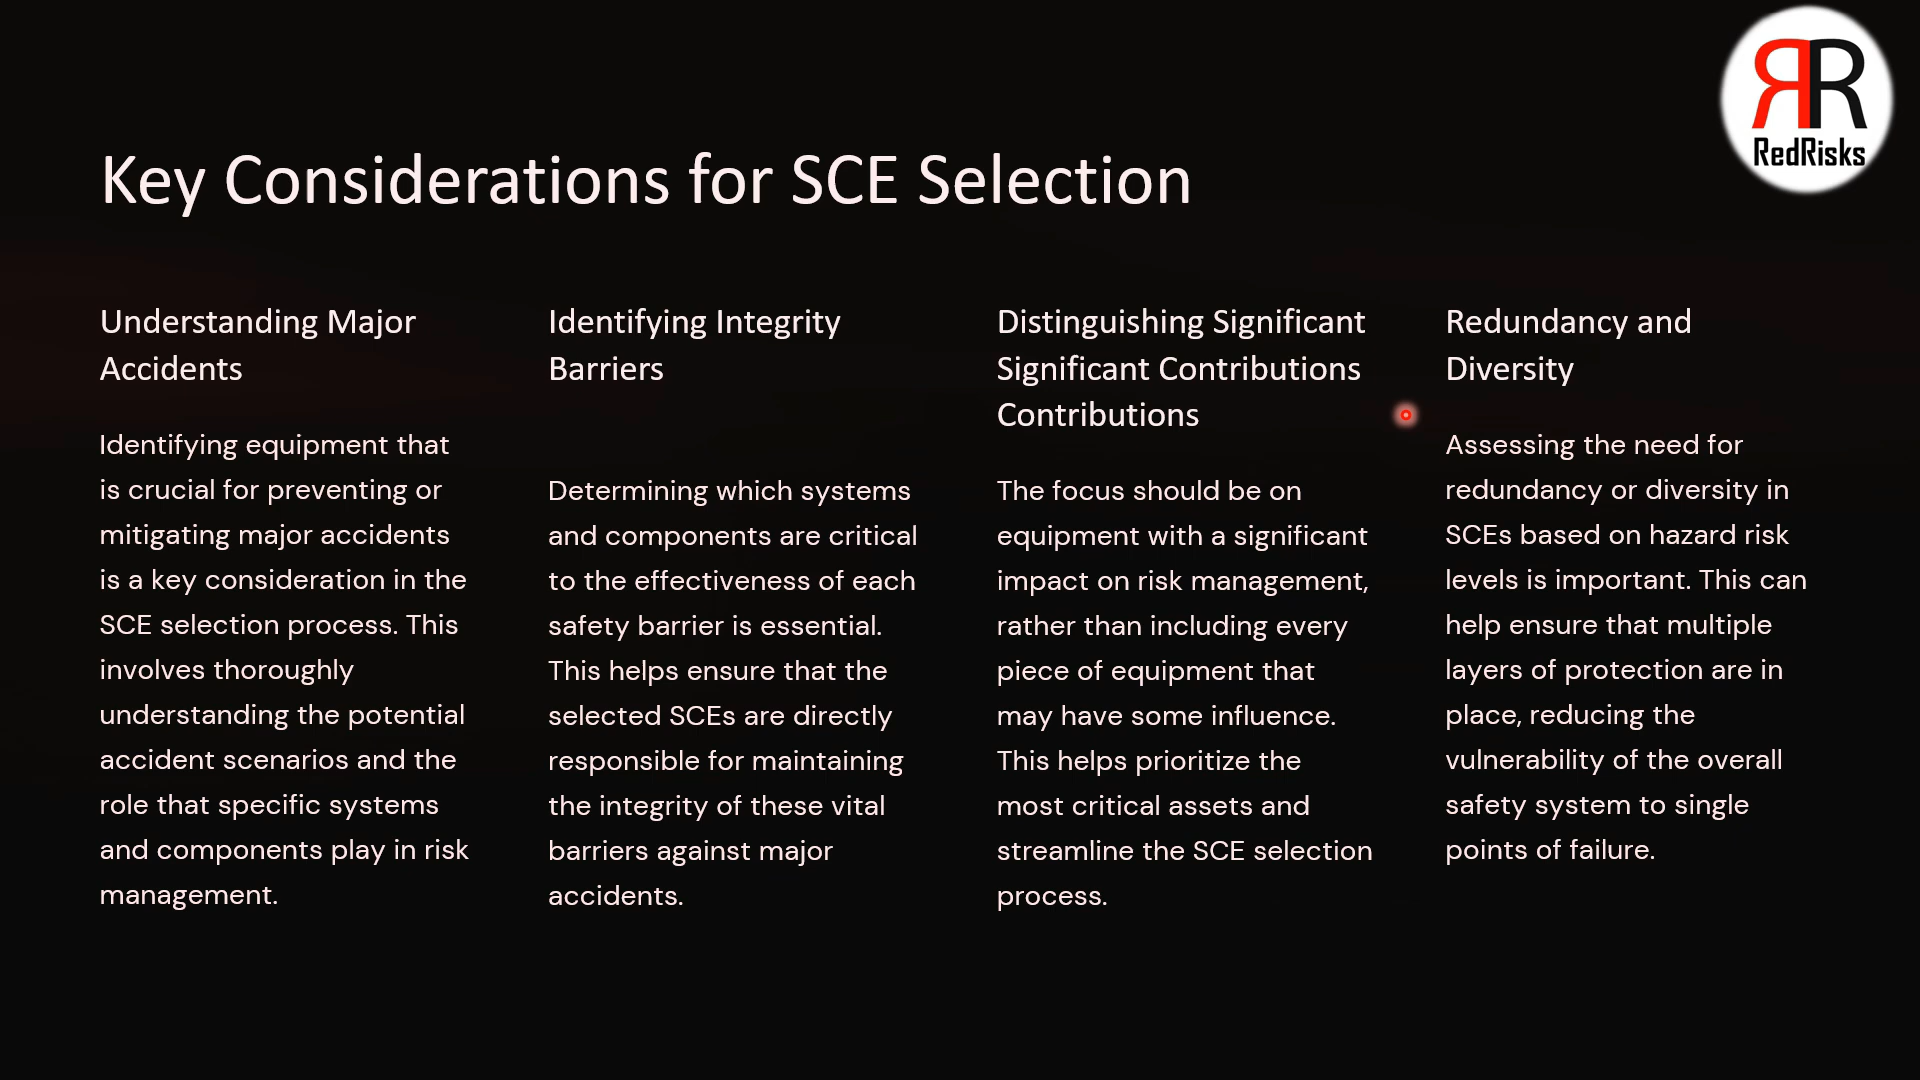 RR
RedRisks
Key Considerations for SCE Selection
Understanding Major
Accidents
Identifying equipment that
is crucial for preventing or
mitigating major accidents
is a key consideration in the
SCE selection process. This
involves thoroughly
understanding the potential
accident scenarios and the
role that specific systems
and components play in risk
management.
Identifying Integrity
Barriers
Determining which systems
and components are critical
to the effectiveness of each
safety barrier is essential.
This helps ensure that the
selected SCEs are directly
responsible for maintaining
the integrity of these vital
barriers against major
accidents.
Distinguishing Significant
Significant Contributions
Contributions
The focus should be on
equipment with a significant
impact on risk management,
rather than including every
piece of equipment that
may have some influence.
This helps prioritize the
most critical assets and
streamline the SCE selection
process.
Redundancy and
Diversity
Assessing the need for
redundancy or diversity in
SCEs based on hazard risk
levels is important. This can
help ensure that multiple
layers of protection are in
place, reducing the
vulnerability of the overall
safety system to single
points of failure.